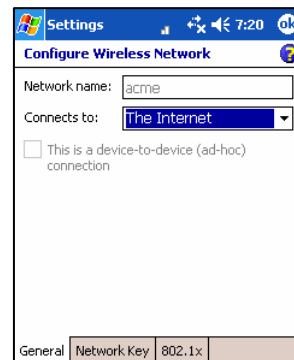 Settings 7:20 ok
Configure Wireless Network ?
Network name: acme
Connects to: The Internet
This is a device-to-device (ad-hoc)
connection
General Network Key 802.1x